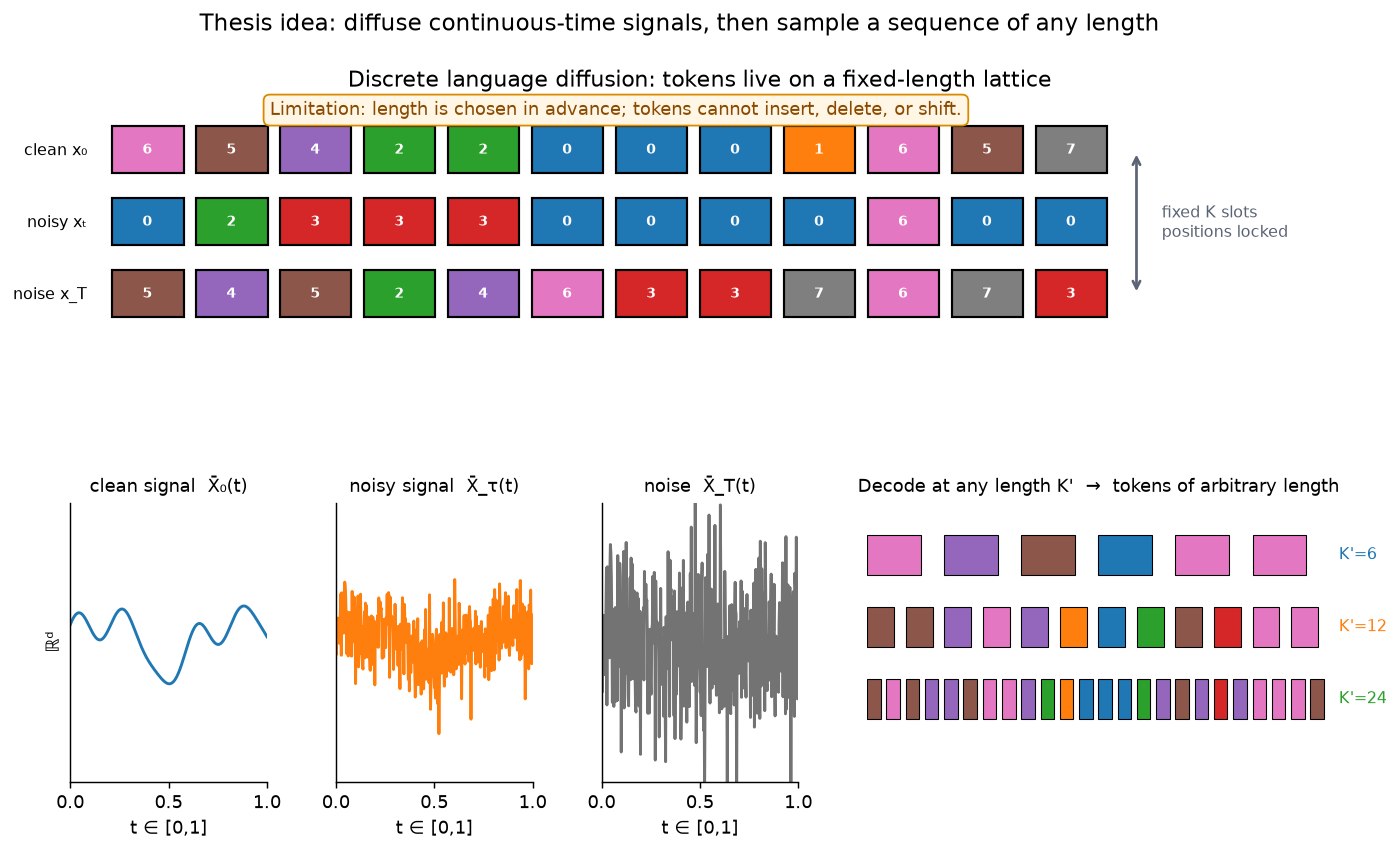 Thesis idea: diffuse continuous-time signals, then sample a sequence of any length
Discrete language diffusion: tokens live on a fixed-length lattice
Limitation: length is chosen in advance; tokens cannot insert, delete, or shift.
clean x₀ 6 5 4 2 2 0 0 0 1 6 5 7
noisy xₜ 0 2 3 3 3 0 0 0 0 6 0 0
fixed K slots
positions locked
noise x_T 5 4 5 2 4 6 3 3 7 6 7 3
clean signal X̄₀(t)
noisy signal X̄_τ(t)
noise X̄_T(t)
Decode at any length K' → tokens of arbitrary length
ℝᵈ
K'=6
K'=12
K'=24
0.0 0.5 1.0
t ∈ [0,1]
0.0 0.5 1.0
t ∈ [0,1]
0.0 0.5 1.0
t ∈ [0,1]